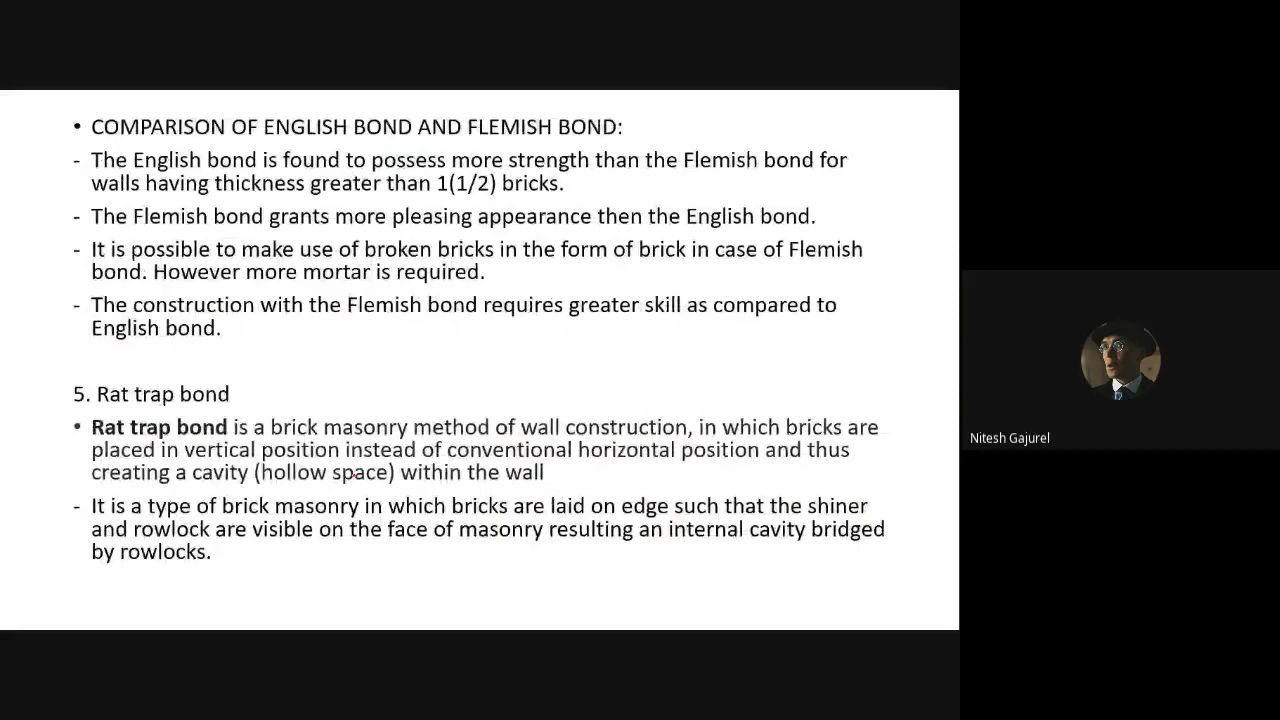 • COMPARISON OF ENGLISH BOND AND FLEMISH BOND:
- The English bond is found to possess more strength than the Flemish bond for
walls having thickness greater than 1(1/2) bricks.
- The Flemish bond grants more pleasing appearance then the English bond.
- It is possible to make use of broken bricks in the form of brick in case of Flemish
bond. However more mortar is required.
- The construction with the Flemish bond requires greater skill as compared to
English bond.
5. Rat trap bond
• Rat trap bond is a brick masonry method of wall construction, in which bricks are
placed in vertical position instead of conventional horizontal position and thus
creating a cavity (hollow space) within the wall
- It is a type of brick masonry in which bricks are laid on edge such that the shiner
and rowlock are visible on the face of masonry resulting an internal cavity bridged
by rowlocks.
Nitesh Gajurel